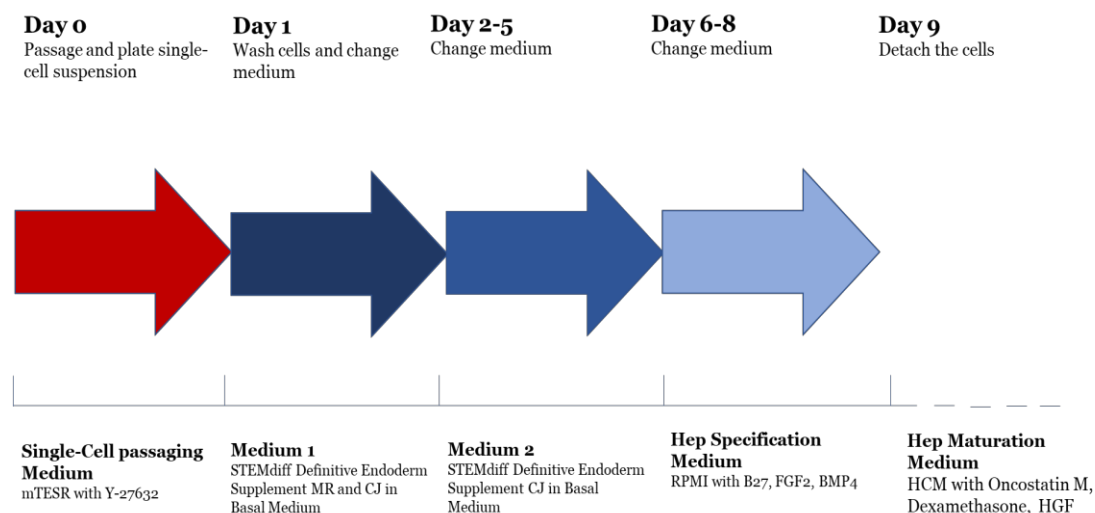 Day 0
Passage and plate single-
cell suspension
Day 1
Wash cells and change
medium
Day 2-5
Change medium
Day 6-8
Change medium
Day 9
Detach the cells
Single-Cell passaging
Medium
mTESR with Y-27632
Medium 1
STEMdiff Definitive Endoderm
Supplement MR and CJ in
Basal Medium
Medium 2
STEMdiff Definitive Endoderm
Supplement CJ in Basal
Medium
Hep Specification
Medium
RPMI with B27, FGF2, BMP4
Hep Maturation
Medium
HCM with Oncostatin M,
Dexamethasone, HGF